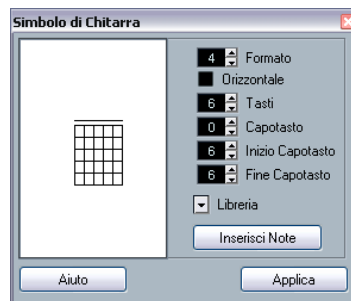 Simbolo di Chitarra
4 Formato
Orizzontale
6 Tasti
0 Capotasto
6 Inizio Capotasto
6 Fine Capotasto
Libreria
Inserisci Note
Aiuto
Applica